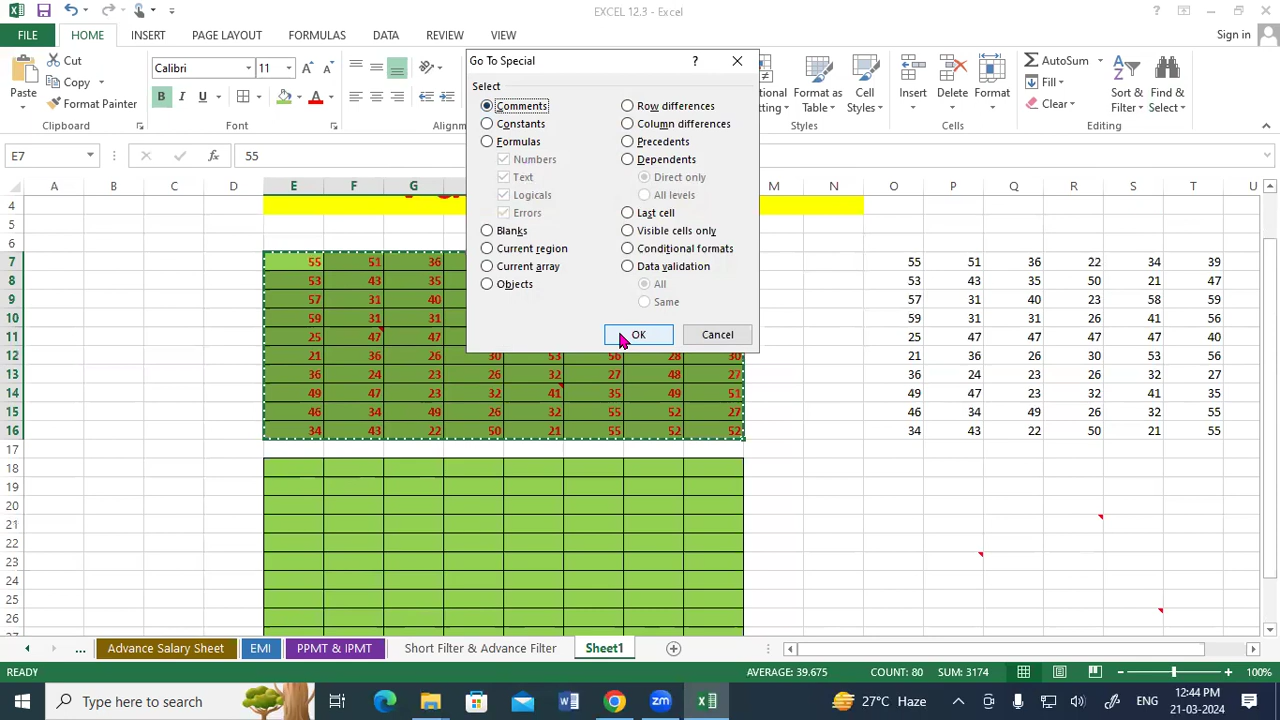 EXCEL 12.3 - Excel
FILE HOME INSERT PAGE LAYOUT FORMULAS DATA REVIEW VIEW Sign in
Paste Cut Copy Format Painter Clipboard
Calibri 11 B I U Font
Alignm
Format as Table Cell Styles Styles
Insert Delete Format Cells
AutoSum Fill Clear Sort & Filter Find & Select Editing
Go To Special ?
Select
Comments Row differences
Constants Column differences
Formulas Precedents
Numbers Dependents
Text Direct only
Logicals All levels
Errors Last cell
Blanks Visible cells only
Current region Conditional formats
Current array Data validation
Objects All
Same
OK Cancel
E7 fx 55
A B C D E F G M N O P Q R S T U
4
5
6
7 55 51 36 55 51 36 22 34 39
8 53 43 35 53 43 35 50 21 47
9 57 31 40 57 31 40 23 58 59
10 59 31 31 59 31 31 26 59 41
11 25 47 47 25 47 47 47 47 40
12 21 36 26 30 53 56 28 30 21 36 26 30 53 56
13 36 24 23 26 32 27 48 27 36 24 23 26 32 27
14 49 47 23 32 41 35 49 51 49 47 23 32 41 35
15 46 34 49 26 32 55 52 27 46 34 49 26 32 55
16 34 43 22 50 21 55 52 52 34 43 22 50 21 55
17
18
19
20
21
22
23
24
25
26
... Advance Salary Sheet EMI PPMT & IPMT Short Filter & Advance Filter Sheet1
READY AVERAGE: 39.675 COUNT: 80 SUM: 3174 100%
Type here to search 27°C Haze ENG 12:44 PM
21-03-2024